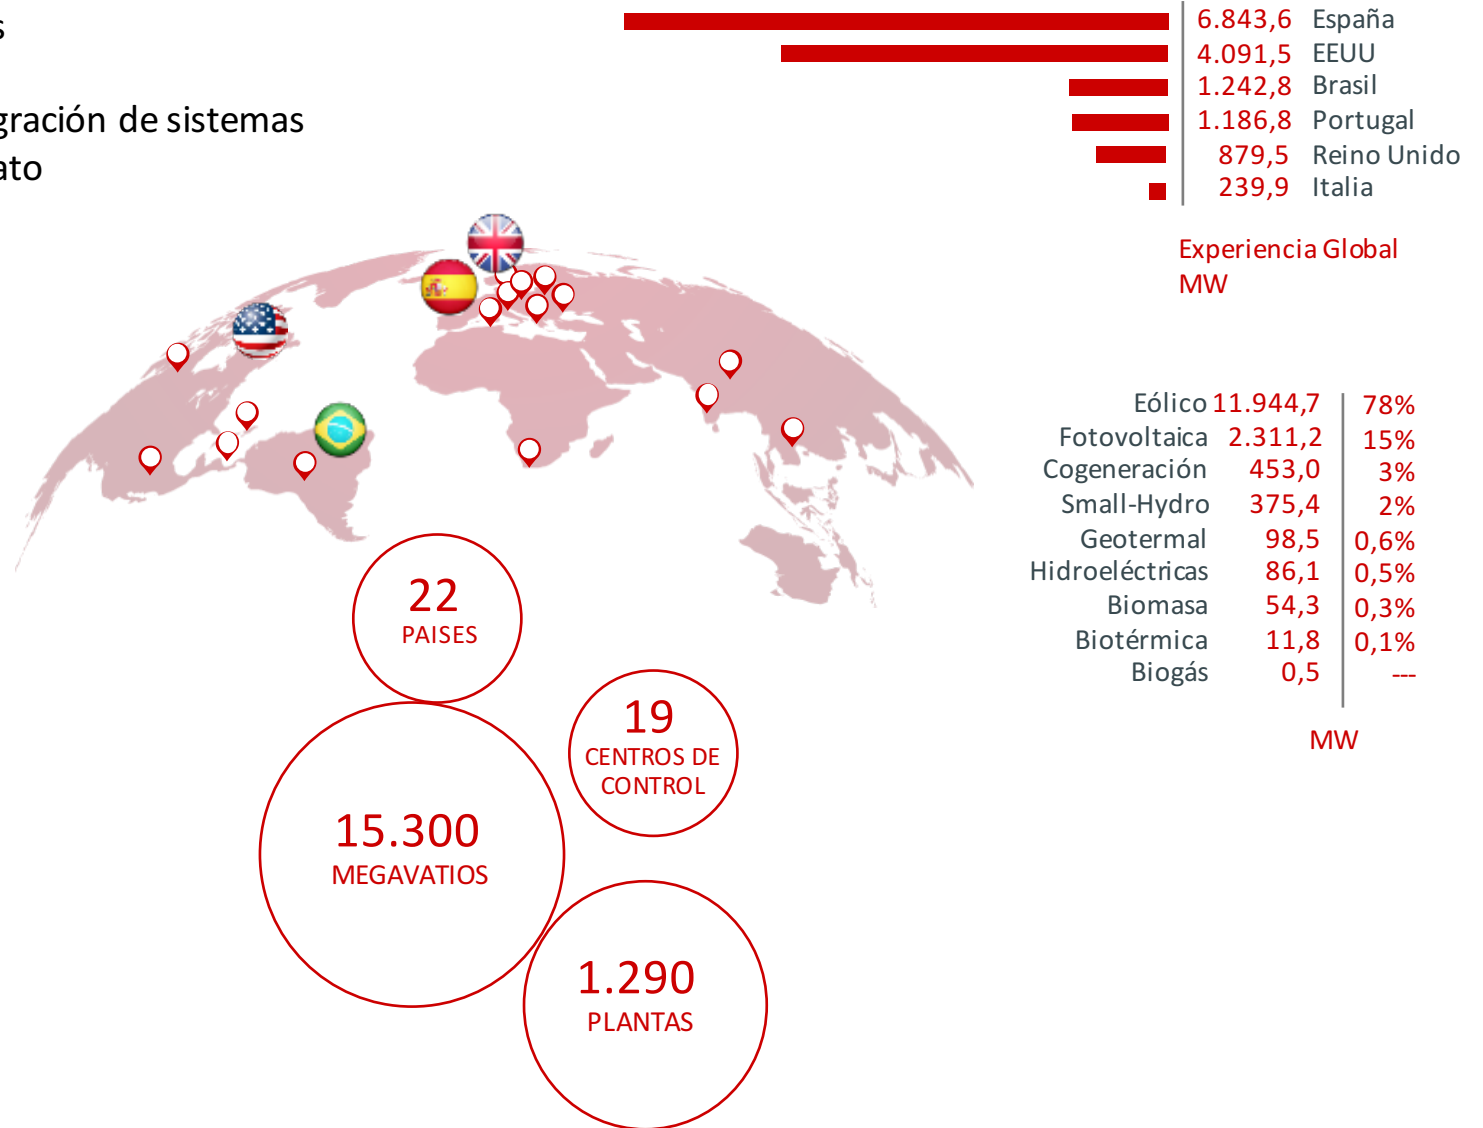 gración de sistemas
6.843,6 España
4.091,5 EEUU
1.242,8 Brasil
1.186,8 Portugal
879,5 Reino Unido
239,9 Italia
Experiencia Global
MW
Eólico 11.944,7 78%
Fotovoltaica 2.311,2 15%
Cogeneración 453,0 3%
Small-Hydro 375,4 2%
Geotermal 98,5 0,6%
Hidroeléctricas 86,1 0,5%
Biomasa 54,3 0,3%
Biotérmica 11,8 0,1%
Biogás 0,5 ---
MW
22
PAISES
19
CENTROS DE
CONTROL
15.300
MEGAVATIOS
1.290
PLANTAS